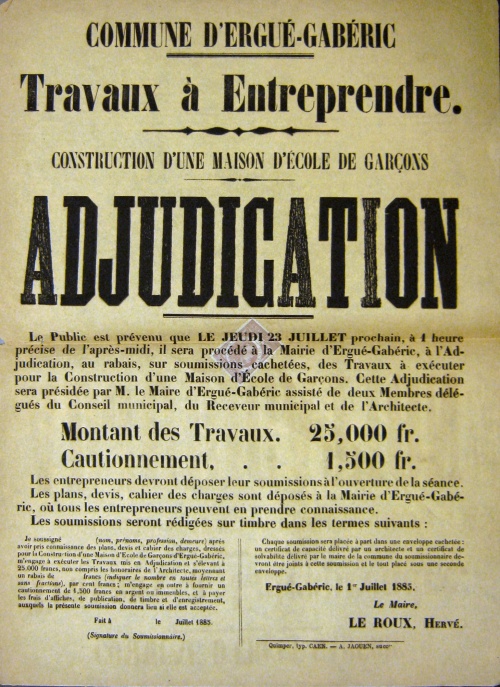 COMMUNE D'ERGUÉ-GABÉRIC
Travaux à Entreprendre.
CONSTRUCTION D'UNE MAISON D'ÉCOLE DE GARÇONS
ADJUDICATION
Le Public est prévenu que LE JEUDI 23 JUILLET prochain, à 1 heure
précise de l'après-midi, il sera procédé à la Mairie d'Ergué-Gabéric, à l'Ad-
judication, au rabais, sur soumissions cachetées, des Travaux à exécuter
pour la Construction d'une Maison d'École de Garçons. Cette Adjudication
sera présidée par M. le Maire d'Ergué-Gabéric assisté de deux Membres délé-
gués du Conseil municipal, du Receveur municipal et de l'Architecte.
Montant des Travaux. 25,000 fr.
Cautionnement, . . 1,500 fr.
Les entrepreneurs devront déposer leur soumissions à l'ouverture de la séance.
Les plans, devis, cahier des charges sont déposés à la Mairie d'Ergué-Gabé-
ric, où tous les entrepreneurs peuvent en prendre connaissance.
Les soumissions seront rédigées sur timbre dans les termes suivants :
Je soussigné (nom, prénoms, profession, demeure) après
avoir pris connaissance des plans, devis et cahier des charges, dressés
pour la Construction d'une Maison d'École de Garçons d'Ergué-Gabéric,
m'engage à exécuter les Travaux mis en Adjudication et s'élevant à
25.000 francs, non compris les honoraires de l'Architecte, moyennant
un rabais de francs (indiquer le nombre en toutes lettres et
sans fractions), par cent francs ; m'engage en outre à fournir un
cautionnement de 1,500 francs en argent ou immeubles, et à payer
les frais d'affiches, de publication, de timbre et d'enregistrement,
auxquels la présente soumission donnera lieu si elle est acceptée.
Fait à le Juillet 1885.
(Signature du Soumissionnaire.)
Chaque soumission sera placée à part dans une enveloppe cachetée :
un certificat de capacité délivré par un architecte et un certificat de
solvabilité délivré par le maire de la commune du soumissionnaire de-
vront être joints à cette soumission et le tout placé sous une seconde
enveloppe.
Ergué-Gabéric, le 1er Juillet 1885.
Le Maire,
LE ROUX, HERVÉ.
Quimper, typ. CAEN. — A. JAOUEN, succr